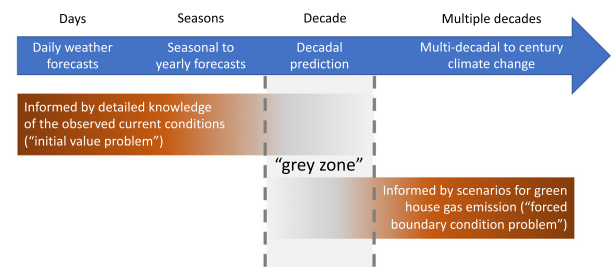 Days Seasons Decade Multiple decades
Daily weather Seasonal to Decadal Multi-decadal to century
forecasts yearly forecasts prediction climate change
Informed by detailed knowledge
of the observed current conditions
(“initial value problem”)
“grey zone”
Informed by scenarios for green
house gas emission (“forced
boundary condition problem”)